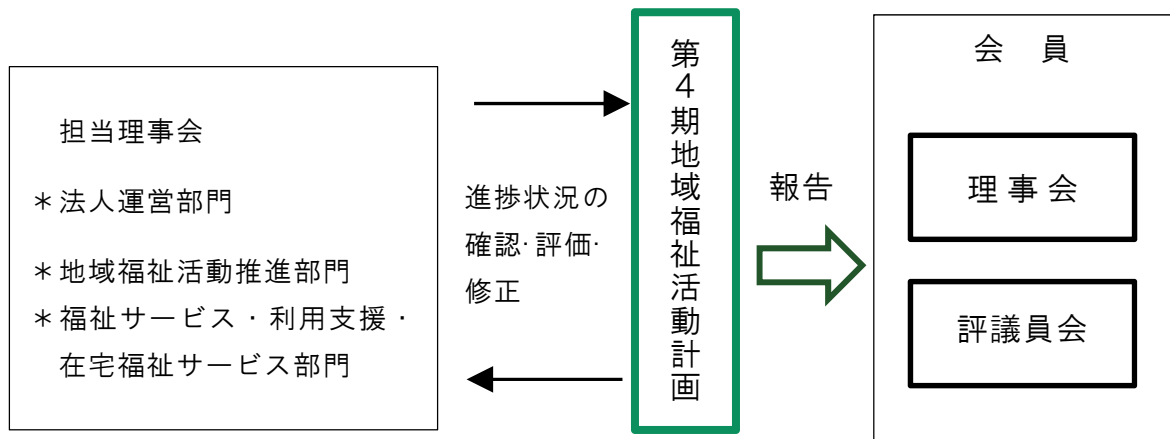 担当理事会
＊法人運営部門
＊地域福祉活動推進部門
＊福祉サービス・利用支援・
在宅福祉サービス部門
進捗状況の
確認・評価・
修正
第４期地域福祉活動計画
報告
会　員
理事会
評議員会